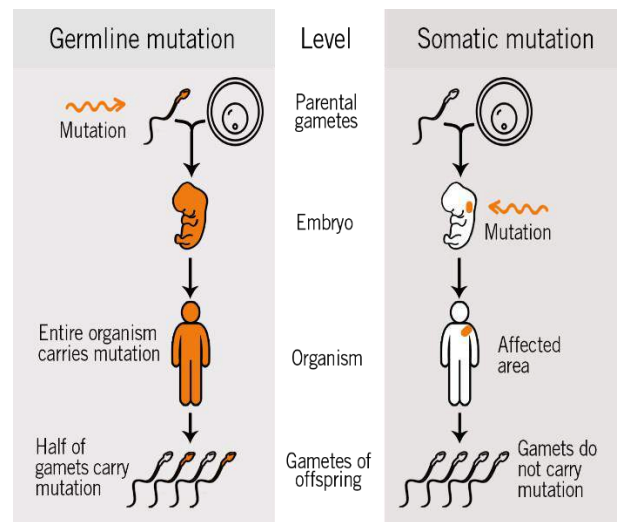 Germline mutation
Level
Somatic mutation
Mutation
Parental
gametes
Embryo
Mutation
Entire organism
carries mutation
Organism
Affected
area
Half of
gamets carry
mutation
Gametes of
offspring
Gamets do
not carry
mutation